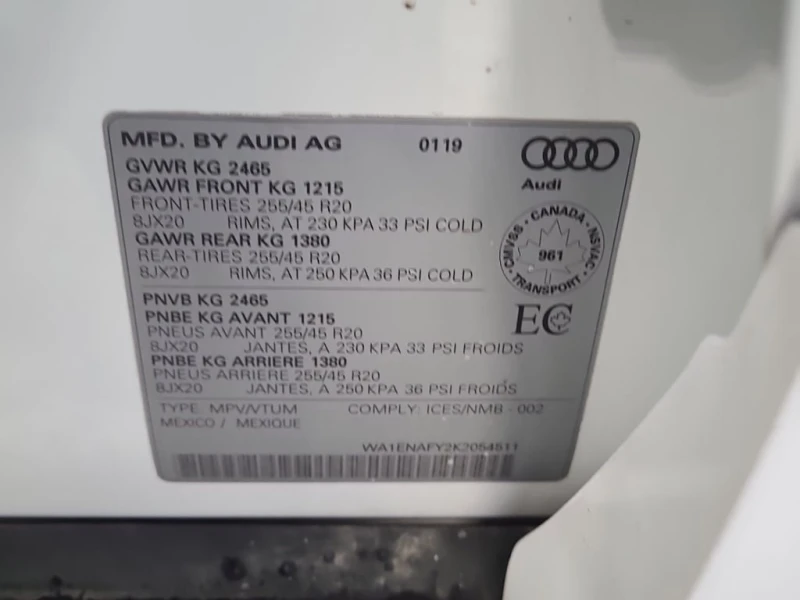 MFD. BY AUDI AG 0119
Audi
GVWR KG 2465
GAWR FRONT KG 1215
FRONT-TIRES 255/45 R20
8JX20 RIMS, AT 230 KPA 33 PSI COLD
GAWR REAR KG 1380
REAR-TIRES 255/45 R20
8JX20 RIMS, AT 250 KPA 36 PSI COLD
CMVSS · CANADA · NSVAC · TRANSPORT
961
EC
PNVB KG 2465
PNBE KG AVANT 1215
PNEUS AVANT 255/45 R20
8JX20 JANTES, A 230 KPA 33 PSI FROIDS
PNBE KG ARRIERE 1380
PNEUS ARRIERE 255/45 R20
8JX20 JANTES, A 250 KPA 36 PSI FROIDS
TYPE: MPV/VTUM COMPLY: ICES/NMB - 002
MEXICO / MEXIQUE
WA1ENAFY2K2054511